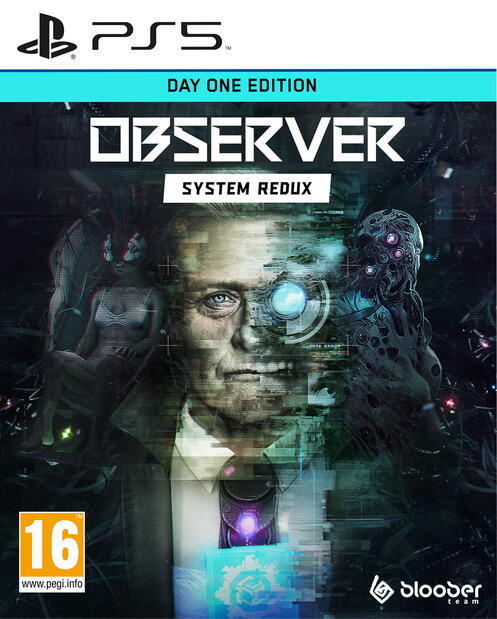 PS5
DAY ONE EDITION
OBSERVER
SYSTEM REDUX
16
www.pegi.info
bloober
team